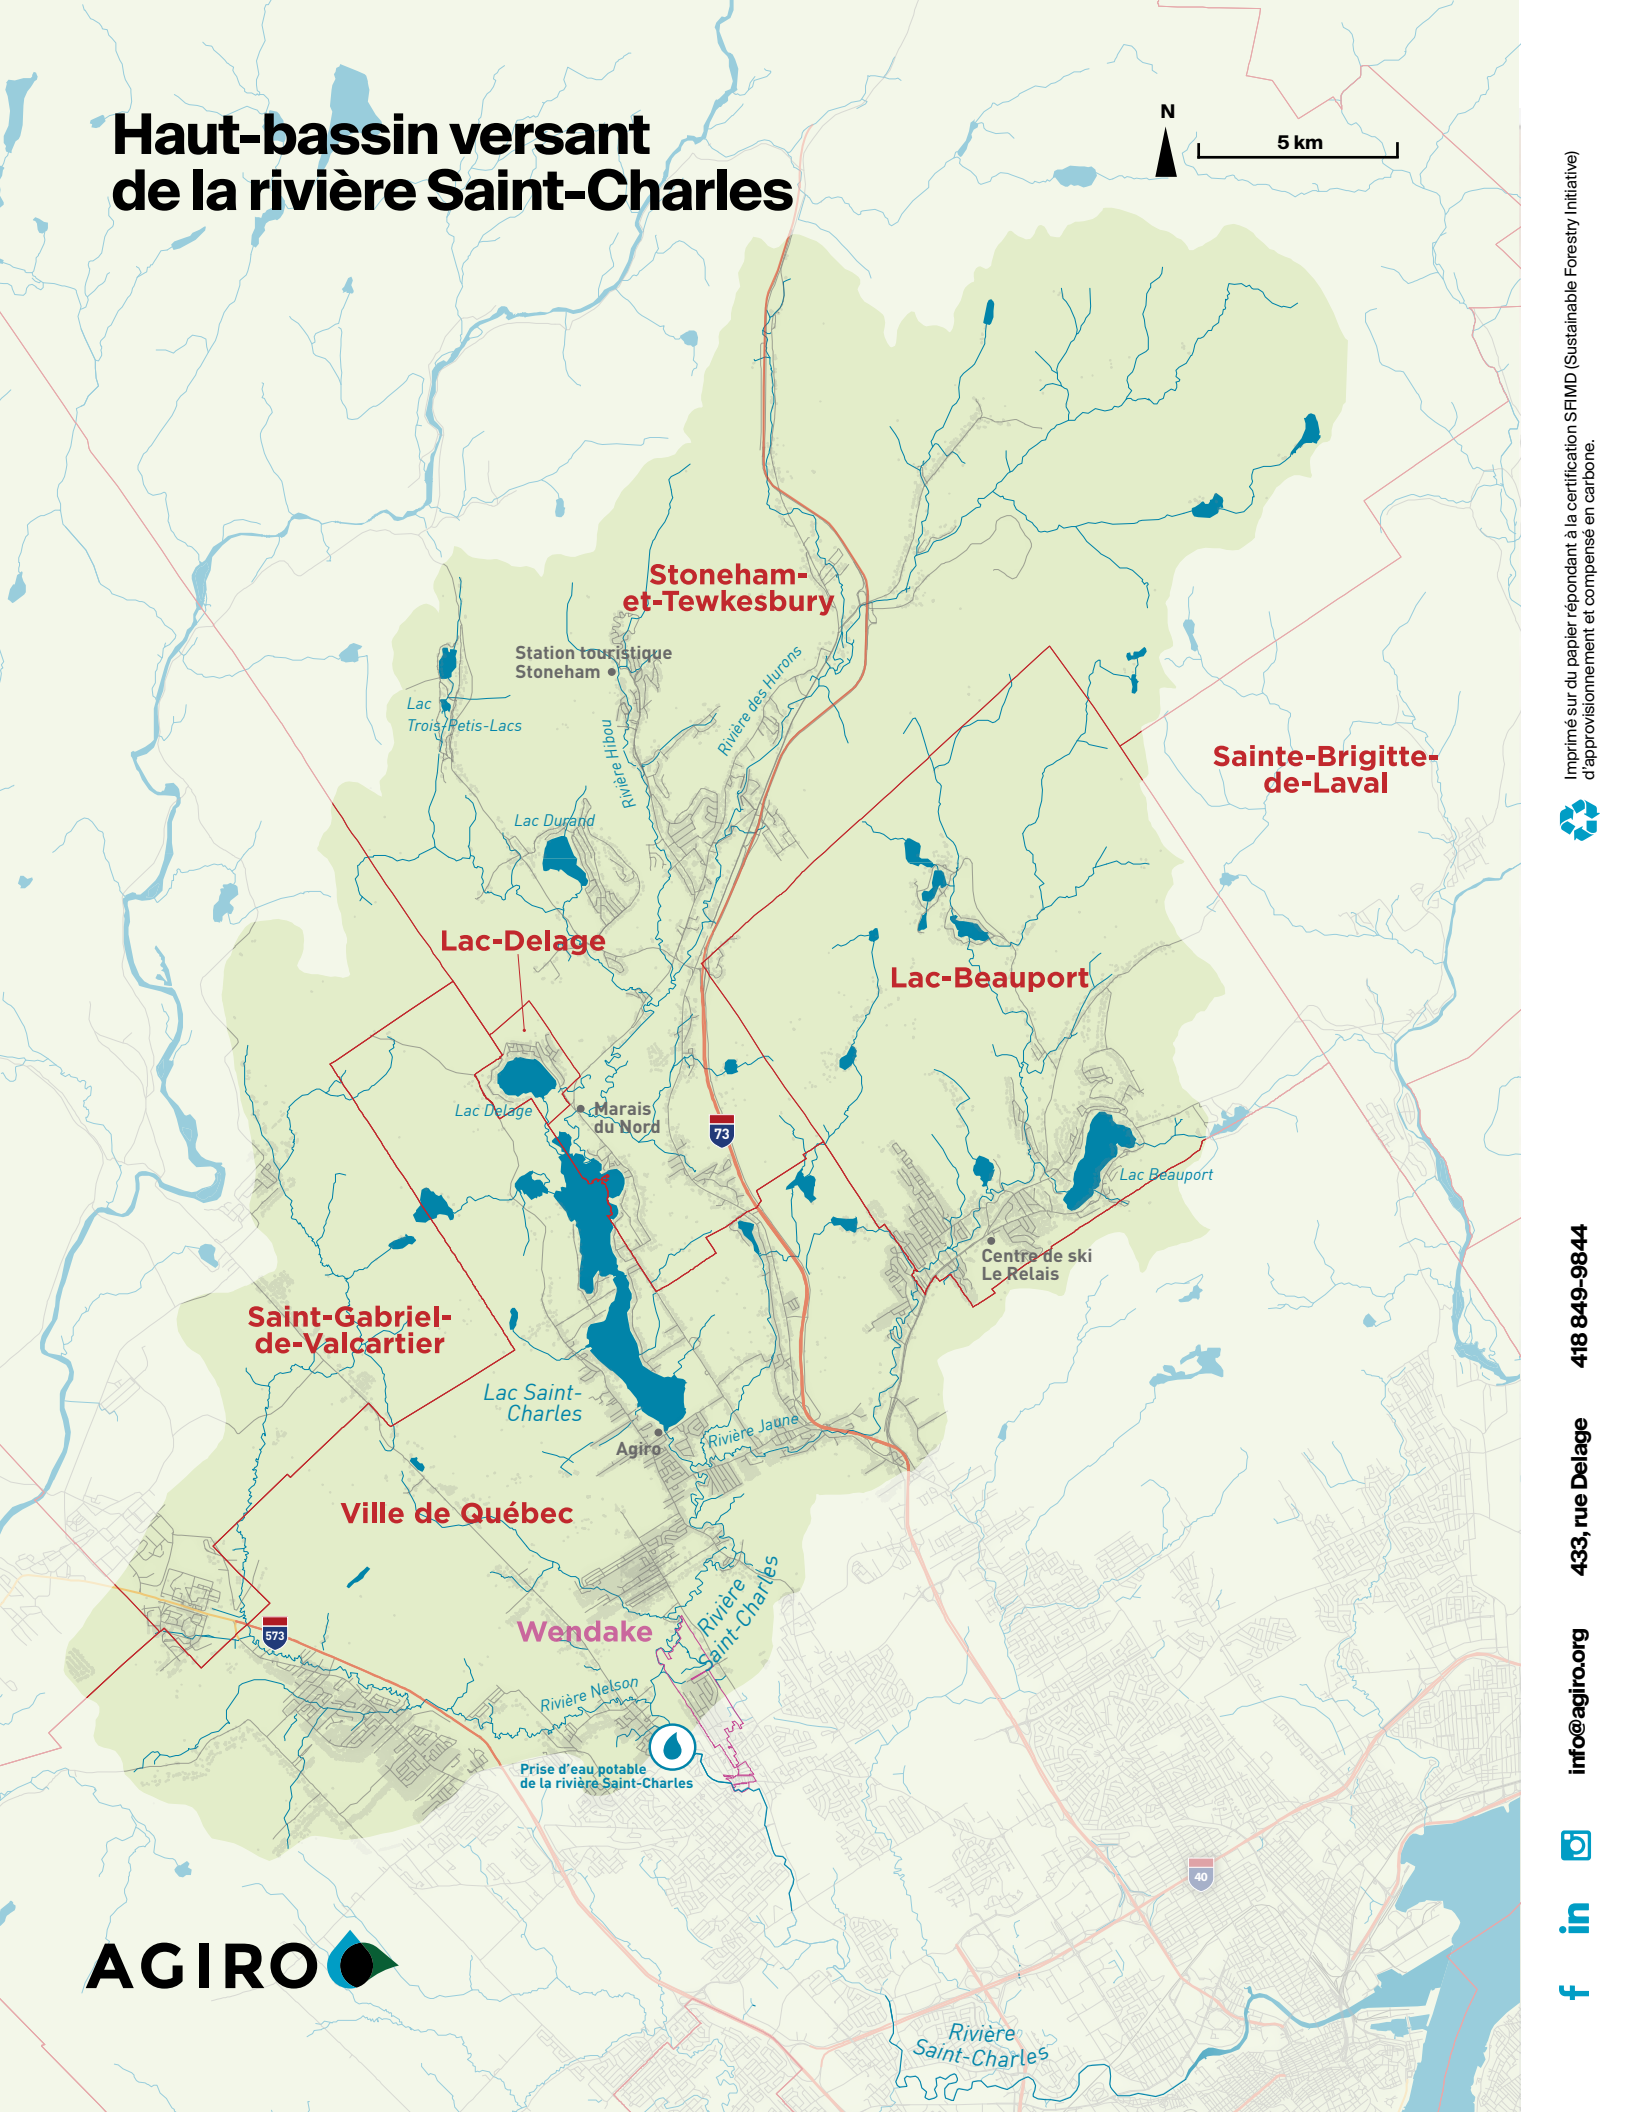 Haut-bassin versant
de la rivière Saint-Charles
N
5 km
Stoneham-
et-Tewkesbury
Station touristique
Stoneham
Rivière des Hurons
Lac
Trois-Petis-Lacs
Rivière Hibou
Sainte-Brigitte-
de-Laval
Lac Durand
Lac-Delage
Lac-Beauport
Lac Delage
Marais
du Nord
73
Lac Beauport
Centre de ski
Le Relais
Saint-Gabriel-
de-Valcartier
Lac Saint-
Charles
Rivière Jaune
Agiro
Ville de Québec
Rivière
Saint-Charles
Wendake
573
Rivière Nelson
Prise d'eau potable
de la rivière Saint-Charles
40
AGIRO
Rivière
Saint-Charles
Imprimé sur du papier répondant à la certification SFIMD (Sustainable Forestry Initiative)
d'approvisionnement et compensé en carbone.
418 849-9844
433, rue Delage
info@agiro.org
in
f